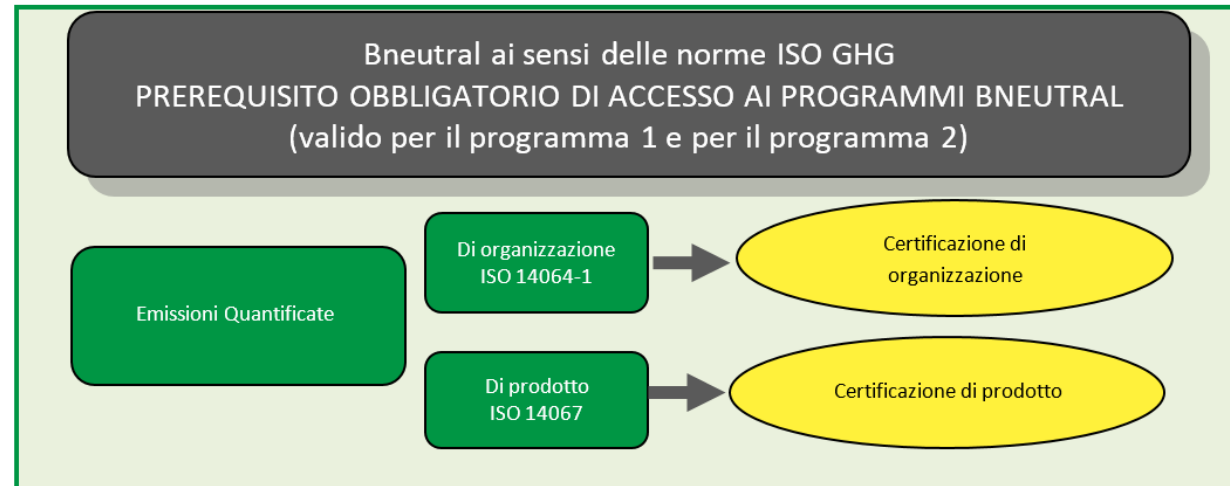 Bneutral ai sensi delle norme ISO GHG
PREREQUISITO OBBLIGATORIO DI ACCESSO AI PROGRAMMI BNEUTRAL
(valido per il programma 1 e per il programma 2)
Emissioni Quantificate
Di organizzazione
ISO 14064-1
Certificazione di
organizzazione
Di prodotto
ISO 14067
Certificazione di prodotto